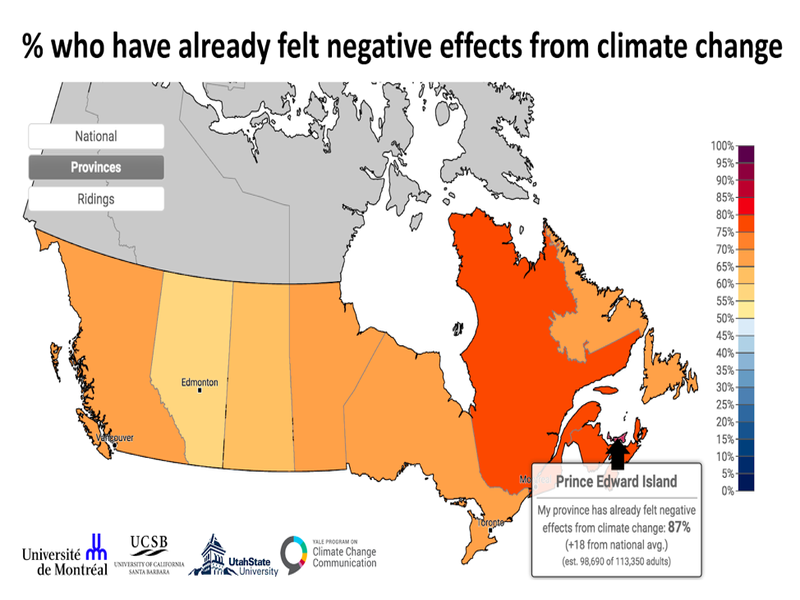 % who have already felt negative effects from climate change
National
Provinces
Ridings
100%
95%
90%
85%
80%
75%
70%
65%
60%
55%
50%
45%
40%
35%
30%
25%
20%
15%
10%
5%
0%
Edmonton
Vancouver
Toronto
Prince Edward Island
My province has already felt negative
effects from climate change: 87%
(+18 from national avg.)
(est. 98,690 of 113,350 adults)
Université
de Montréal
UCSB
UNIVERSITY OF CALIFORNIA
SANTA BARBARA
UtahState
University
YALE PROGRAM ON
Climate Change
Communication